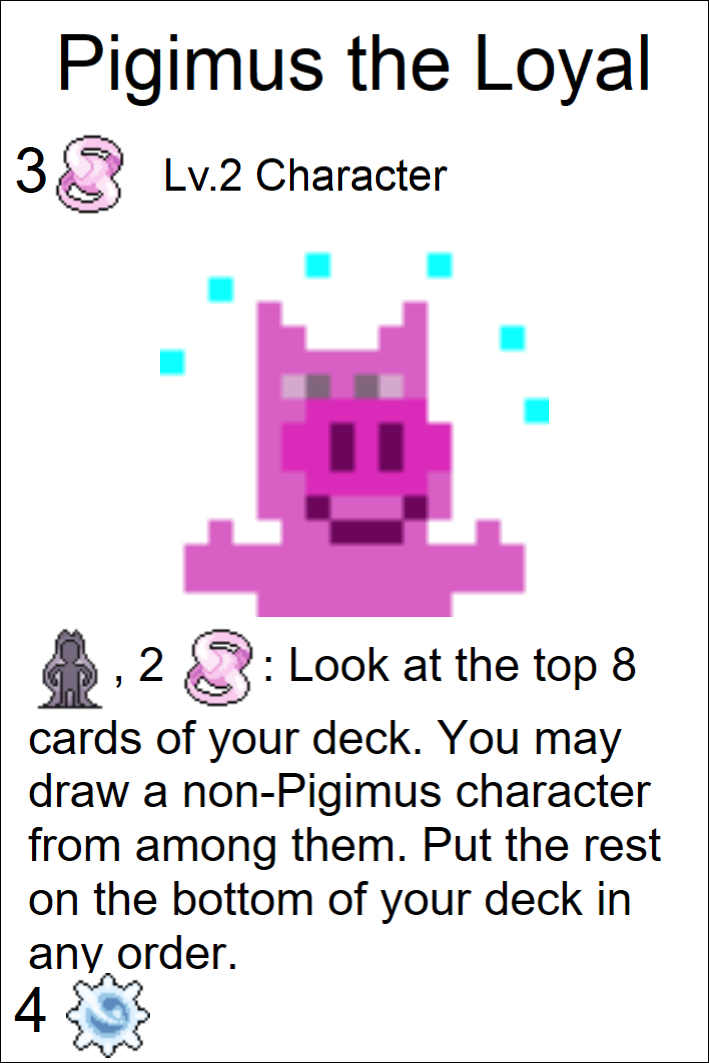 Pigimus the Loyal
3 Lv.2 Character
, 2 : Look at the top 8
cards of your deck. You may
draw a non-Pigimus character
from among them. Put the rest
on the bottom of your deck in
any order.
4